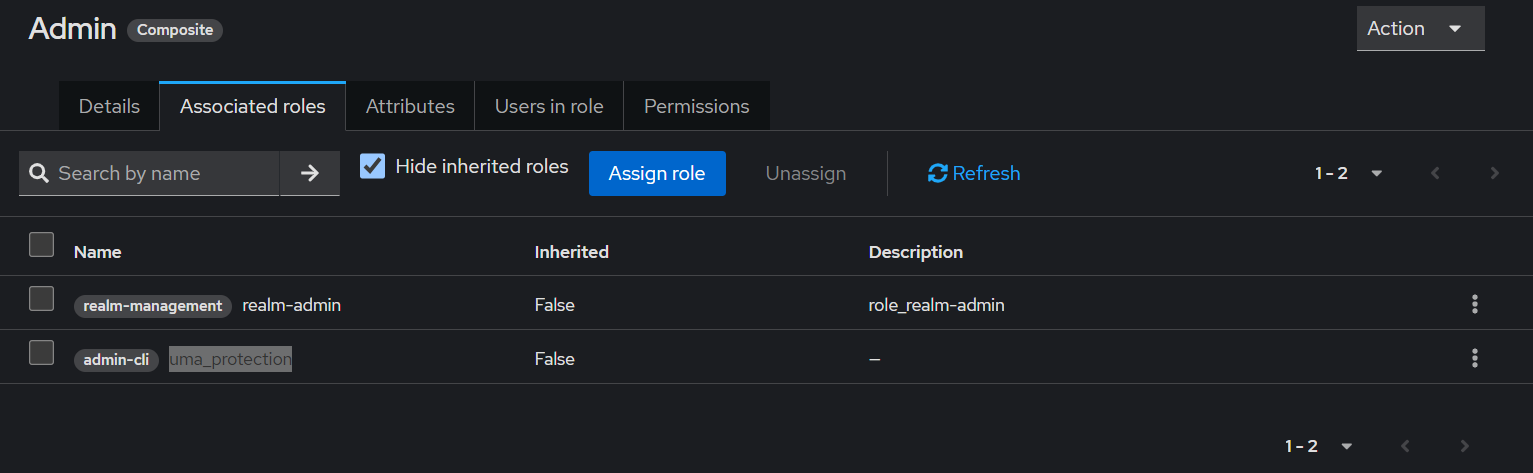 Admin Composite
Action
Details Associated roles Attributes Users in role Permissions
Search by name Hide inherited roles Assign role Unassign Refresh 1 - 2
Name Inherited Description
realm-management realm-admin False role_realm-admin
admin-cli uma_protection False –
1 - 2